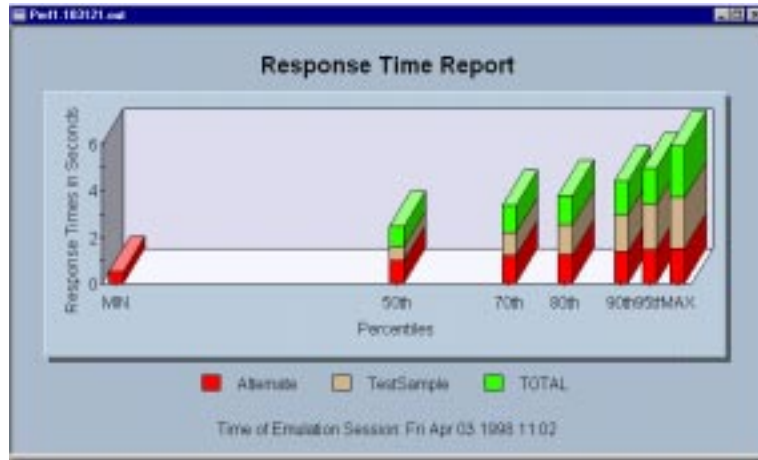 Perf1-103121.out
Response Time Report
Response Times in Seconds
6
4
2
0
MIN 50th 70th 80th 90th 95th MAX
Percentiles
Alternate TestSample TOTAL
Time of Emulation Session: Fri Apr 03 1998 11:02